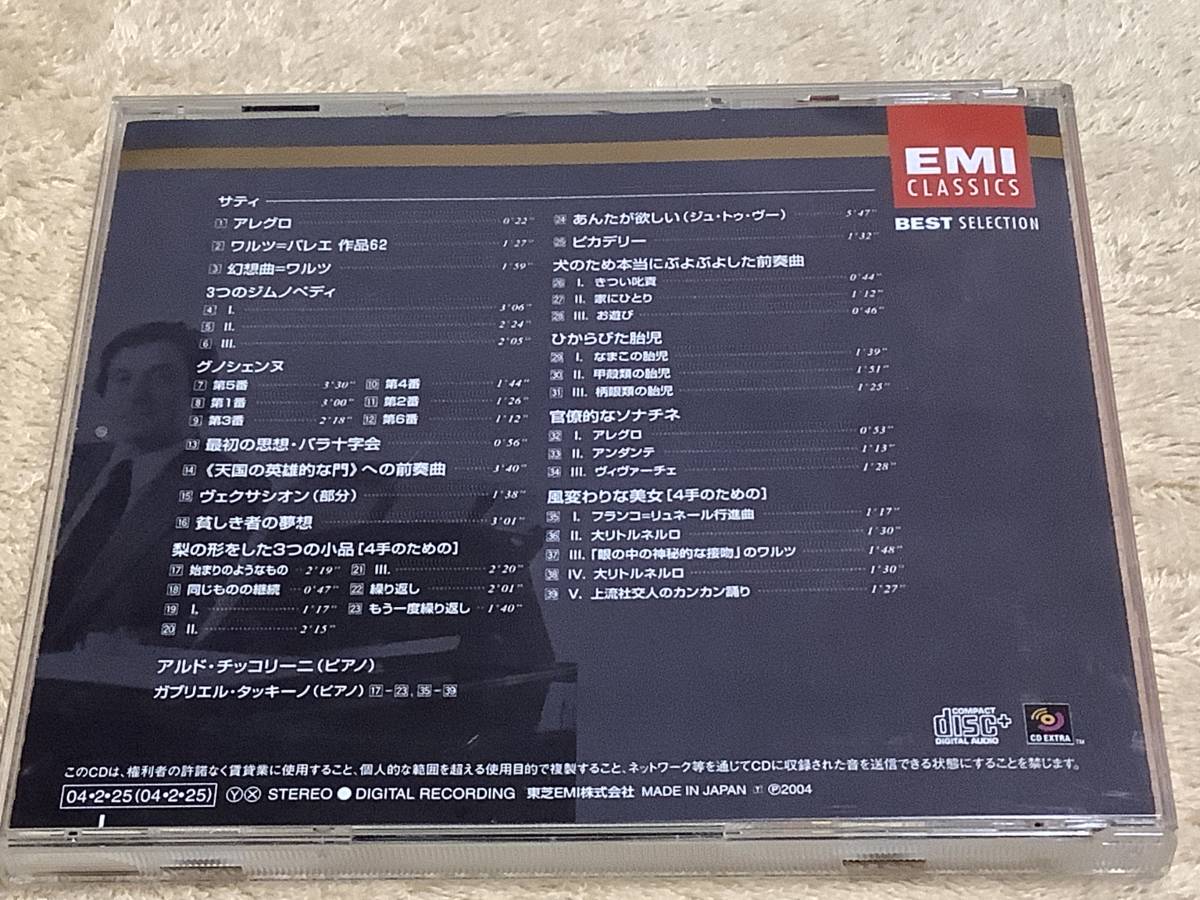 EMI
CLASSICS
BEST SELECTION
サティ
1 アレグロ 0'22"
2 ワルツ=バレエ 作品62 1'27"
3 幻想曲=ワルツ 1'59"
3つのジムノペディ
4 I. 3'06"
5 II. 2'24"
6 III. 2'05"
グノシェンヌ
7 第5番 3'30" 10 第4番 1'44"
8 第1番 3'00" 11 第2番 1'26"
9 第3番 2'18" 12 第6番 1'12"
13 最初の思想・バラ十字会 0'56"
14 《天国の英雄的な門》への前奏曲 3'40"
15 ヴェクサシオン(部分) 1'38"
16 貧しき者の夢想 3'01"
梨の形をした3つの小品[4手のための]
17 始まりのようなもの 2'19" 21 III. 2'20"
18 同じものの継続 0'47" 22 繰り返し 2'01"
19 I. 1'17" 23 もう一度繰り返し 1'40"
20 II. 2'15"
アルド・チッコリーニ(ピアノ)
ガブリエル・タッキーノ(ピアノ) 17-23, 35-39
24 あんたが欲しい(ジュ・トゥ・ヴー) 5'47"
25 ピカデリー 1'32"
犬のため本当にぶよぶよした前奏曲
26 I. きつい叱責 0'44"
27 II. 家にひとり 1'12"
28 III. お遊び 0'46"
ひからびた胎児
29 I. なまこの胎児 1'39"
30 II. 甲殻類の胎児 1'51"
31 III. 柄眼類の胎児 1'25"
官僚的なソナチネ
32 I. アレグロ 0'53"
33 II. アンダンテ 1'13"
34 III. ヴィヴァーチェ 1'28"
風変わりな美女[4手のための]
35 I. フランコ=リュネール行進曲 1'17"
36 II. 大リトルネルロ 1'30"
37 III.「眼の中の神秘的な接吻」のワルツ 1'48"
38 IV. 大リトルネルロ 1'30"
39 V. 上流社交人のカンカン踊り 1'27"
COMPACT
disc+
DIGITAL AUDIO
CD EXTRA TM
このCDは、権利者の許諾なく賃貸業に使用すること、個人的な範囲を超える使用目的で複製すること、ネットワーク等を通じてCDに収録された音を送信できる状態にすることを禁じます。
04・2・25(04・2・25) Ⓨ Ⓧ STEREO ● DIGITAL RECORDING 東芝EMI株式会社 MADE IN JAPAN T ℗2004